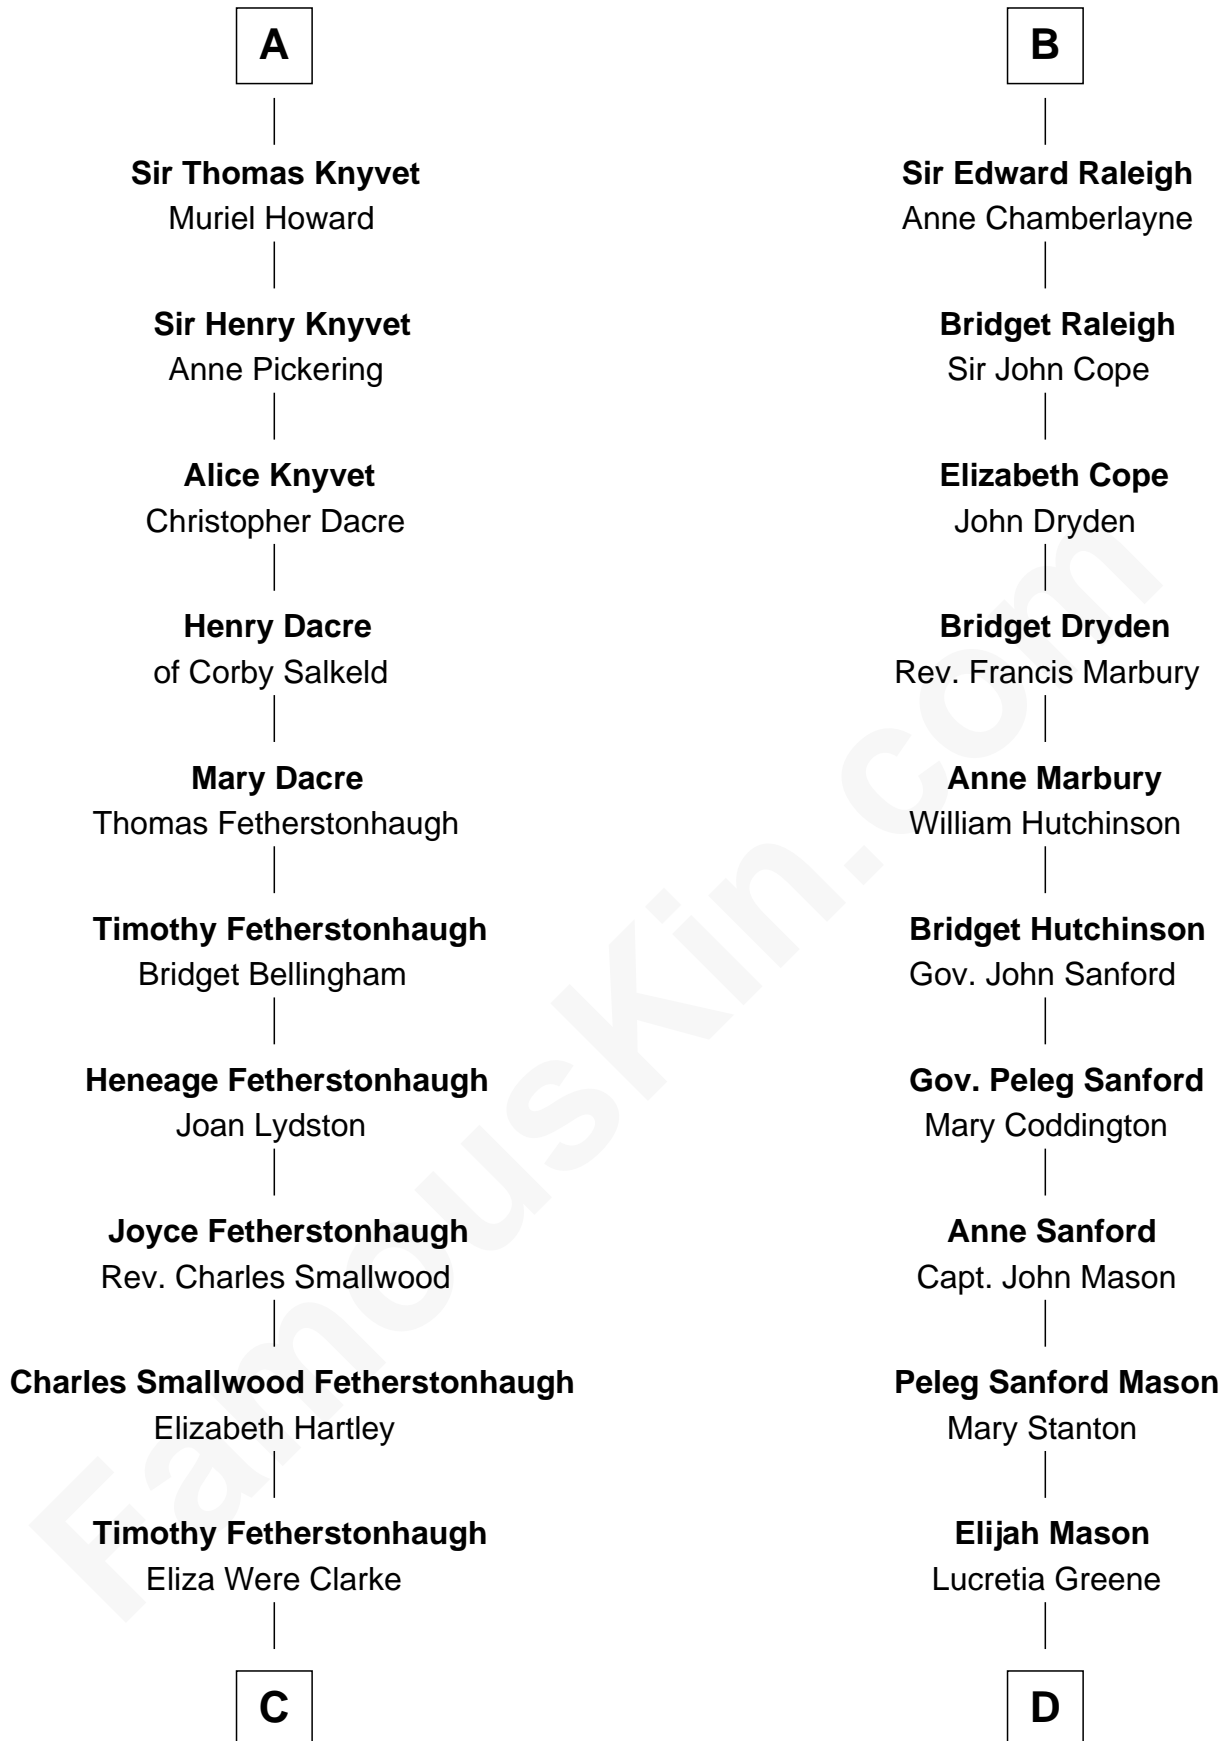 A
Sir Thomas Knyvet
Muriel Howard
Sir Henry Knyvet
Anne Pickering
Alice Knyvet
Christopher Dacre
Henry Dacre
of Corby Salkeld
Mary Dacre
Thomas Fetherstonhaugh
Timothy Fetherstonhaugh
Bridget Bellingham
Heneage Fetherstonhaugh
Joan Lydston
Joyce Fetherstonhaugh
Rev. Charles Smallwood
Charles Smallwood Fetherstonhaugh
Elizabeth Hartley
Timothy Fetherstonhaugh
Eliza Were Clarke
C
B
Sir Edward Raleigh
Anne Chamberlayne
Bridget Raleigh
Sir John Cope
Elizabeth Cope
John Dryden
Bridget Dryden
Rev. Francis Marbury
Anne Marbury
William Hutchinson
Bridget Hutchinson
Gov. John Sanford
Gov. Peleg Sanford
Mary Coddington
Anne Sanford
Capt. John Mason
Peleg Sanford Mason
Mary Stanton
Elijah Mason
Lucretia Greene
D
FamousKin.com